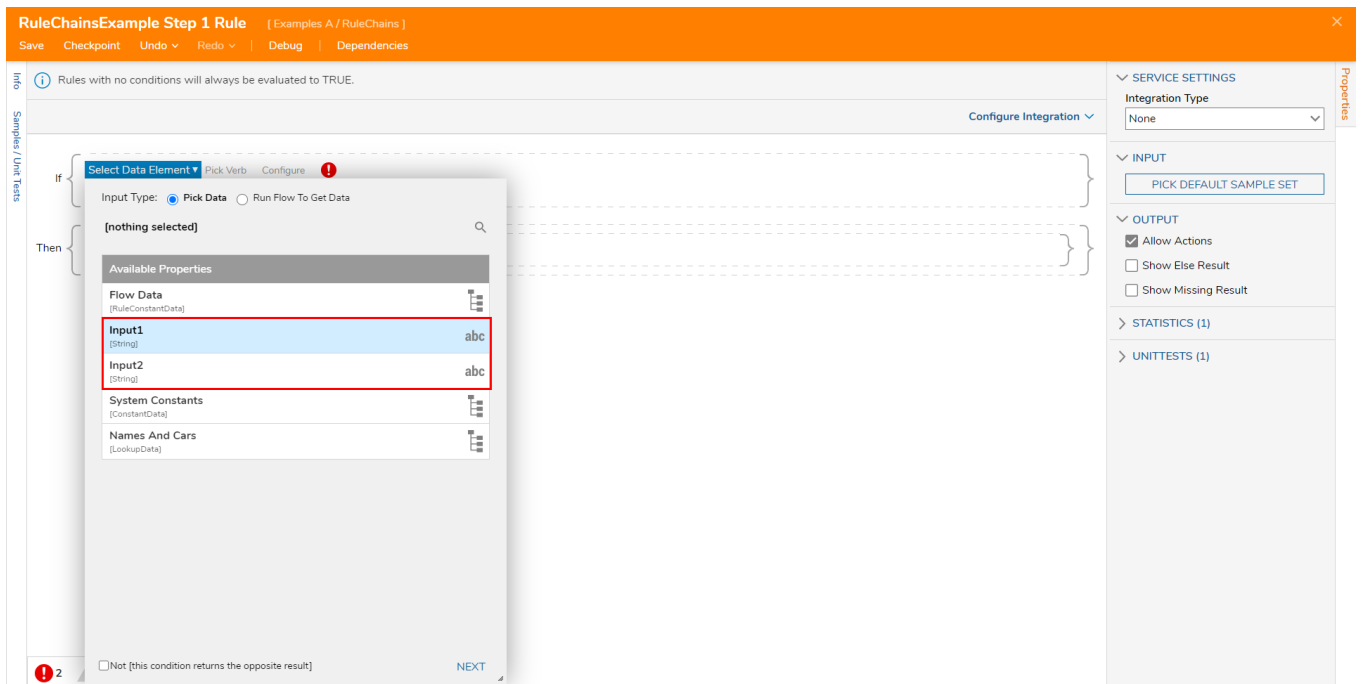 RuleChainsExample Step 1 Rule [ Examples A / RuleChains ]
Save Checkpoint Undo Redo Debug Dependencies
Info
Samples / Unit Tests
Rules with no conditions will always be evaluated to TRUE.
Configure Integration
If
Select Data Element Pick Verb Configure
Input Type: Pick Data Run Flow To Get Data
[nothing selected]
Then
Available Properties
Flow Data
[RuleConstantData]
Input1
[String]
abc
Input2
[String]
abc
System Constants
[ConstantData]
Names And Cars
[LookupData]
Not [this condition returns the opposite result]
NEXT
2
SERVICE SETTINGS
Integration Type
None
INPUT
PICK DEFAULT SAMPLE SET
OUTPUT
Allow Actions
Show Else Result
Show Missing Result
STATISTICS (1)
UNITTESTS (1)
Properties